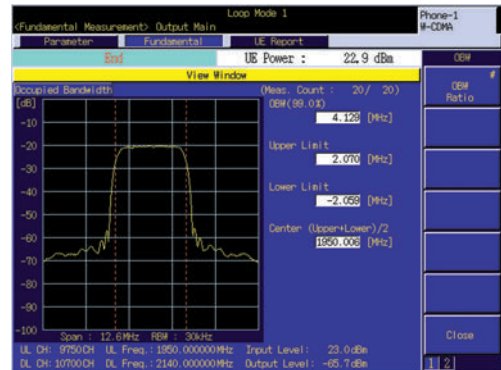 Loop Mode 1
<Fundamental Measurement> Output Main
Phone-1
W-CDMA
Parameter Fundamental UE Report
End UE Power : 22.9 dBm
OBW
View Window
#
OBW
Ratio
Occupied Bandwidth (Meas. Count : 20/ 20)
[dB]
OBW(99.0%)
4.129 [MHz]
Upper Limit
2.070 [MHz]
Lower Limit
-2.059 [MHz]
Center (Upper+Lower)/2
1950.006 [MHz]
-10
-20
-30
-40
-50
-60
-70
-80
-90
-100
Span : 12.6MHz RBW : 30kHz
UL CH: 9750CH UL Freq.:1950.000000MHz Input Level: 23.0dBm
DL CH:10700CH DL Freq.:2140.000000MHz Output Level: -65.7dBm
Close
1 2